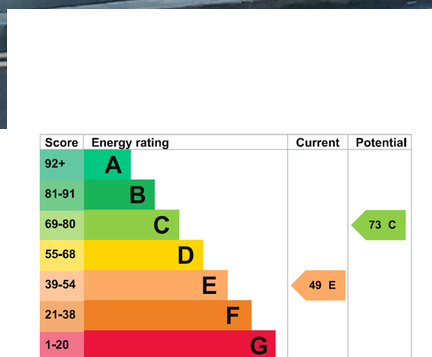 Score Energy rating Current Potential
92+ A
81-91 B
69-80 C 73 C
55-68 D
39-54 E 49 E
21-38 F
1-20 G